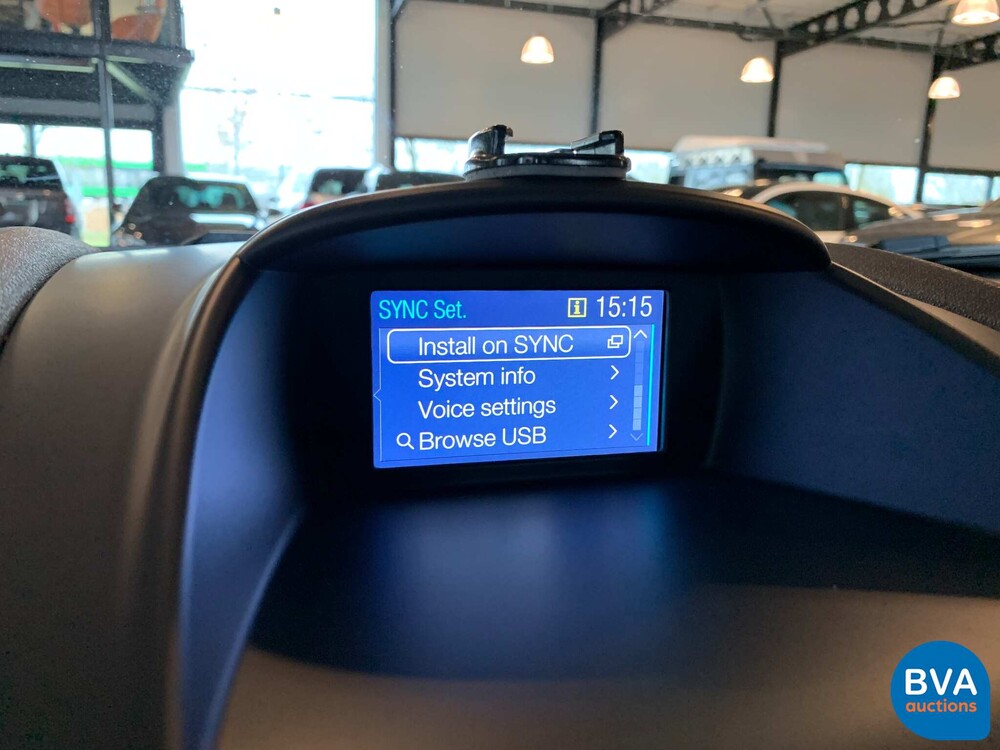 SYNC Set. i 15:15
Install on SYNC
System info
Voice settings
Browse USB
BVA
auctions